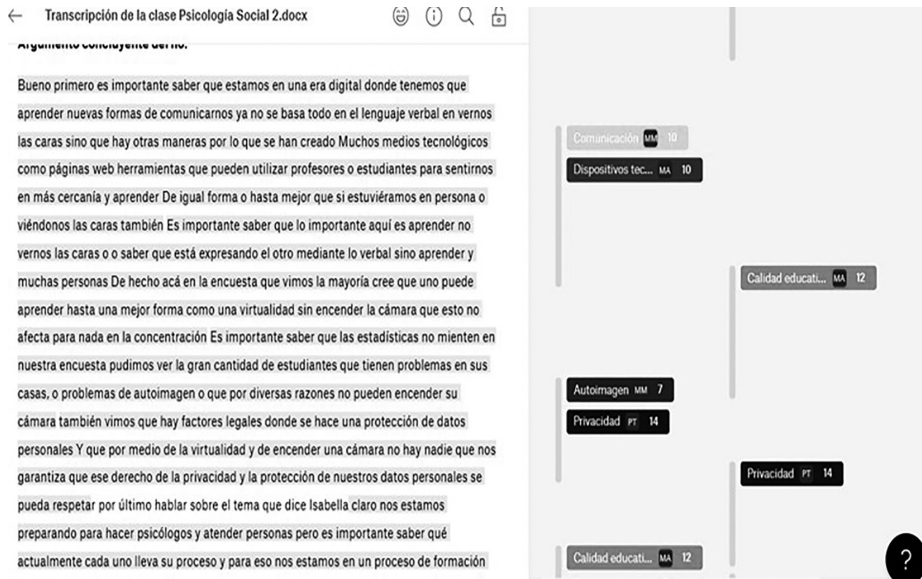 Transcripción de la clase Psicología Social 2.docx
Argumento concluyente del no.
Bueno primero es importante saber que estamos en una era digital donde tenemos que
aprender nuevas formas de comunicarnos ya no se basa todo en el lenguaje verbal en vernos
las caras sino que hay otras maneras por lo que se han creado Muchos medios tecnológicos
como páginas web herramientas que pueden utilizar profesores o estudiantes para sentirnos
en más cercanía y aprender De igual forma o hasta mejor que si estuviéramos en persona o
viéndonos las caras también Es importante saber que lo importante aquí es aprender no
vernos las caras o o saber que está expresando el otro mediante lo verbal sino aprender y
muchas personas De hecho acá en la encuesta que vimos la mayoría cree que uno puede
aprender hasta una mejor forma como una virtualidad sin encender la cámara que esto no
afecta para nada en la concentración Es importante saber que las estadísticas no mienten en
nuestra encuesta pudimos ver la gran cantidad de estudiantes que tienen problemas en sus
casas, o problemas de autoimagen o que por diversas razones no pueden encender su
cámara también vimos que hay factores legales donde se hace una protección de datos
personales Y que por medio de la virtualidad y de encender una cámara no hay nadie que nos
garantiza que ese derecho de la privacidad y la protección de nuestros datos personales se
pueda respetar por último hablar sobre el tema que dice Isabella claro nos estamos
preparando para hacer psicólogos y atender personas pero es importante saber qué
actualmente cada uno lleva su proceso y para eso nos estamos en un proceso de formación
Comunicación MM 10
Dispositivos tec... MA 10
Calidad educati... MA 12
Autoimagen MM 7
Privacidad PT 14
Privacidad PT 14
Calidad educati... MA 12
?